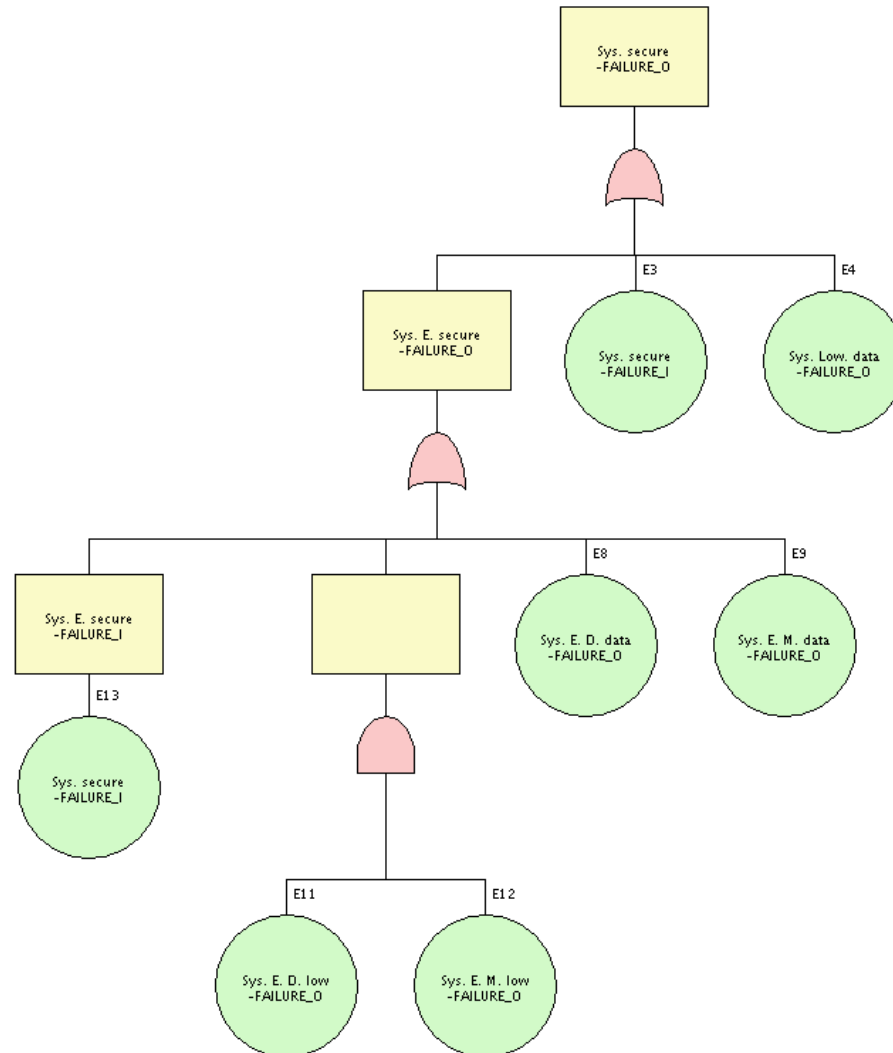 Sys. secure
-FAILURE_O
E3
E4
Sys. E. secure
-FAILURE_O
Sys. secure
-FAILURE_I
Sys. Low. data
-FAILURE_O
E8
E9
Sys. E. secure
-FAILURE_I
Sys. E. D. data
-FAILURE_O
Sys. E. M. data
-FAILURE_O
E13
Sys. secure
-FAILURE_I
E11
E12
Sys. E. D. low
-FAILURE_O
Sys. E. M. low
-FAILURE_O